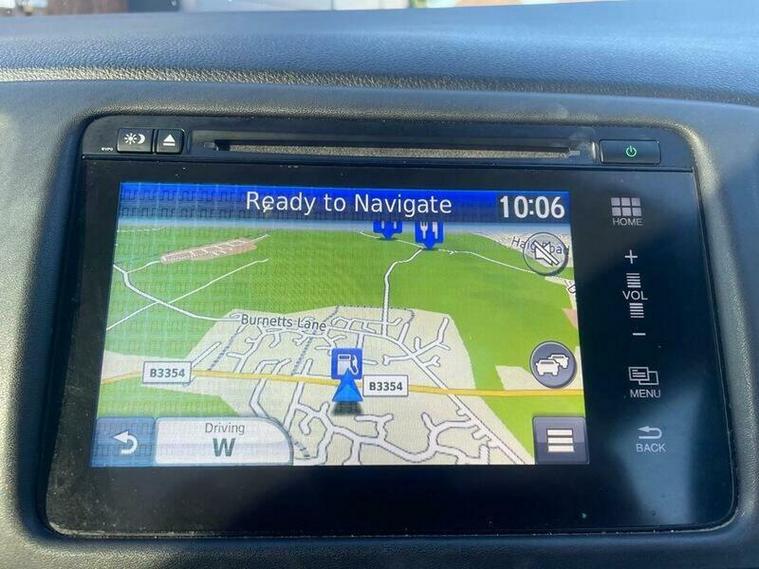 Ready to Navigate
10:06
HOME
+
VOL
−
Burnetts Lane
B3354
B3354
MENU
Driving
W
BACK